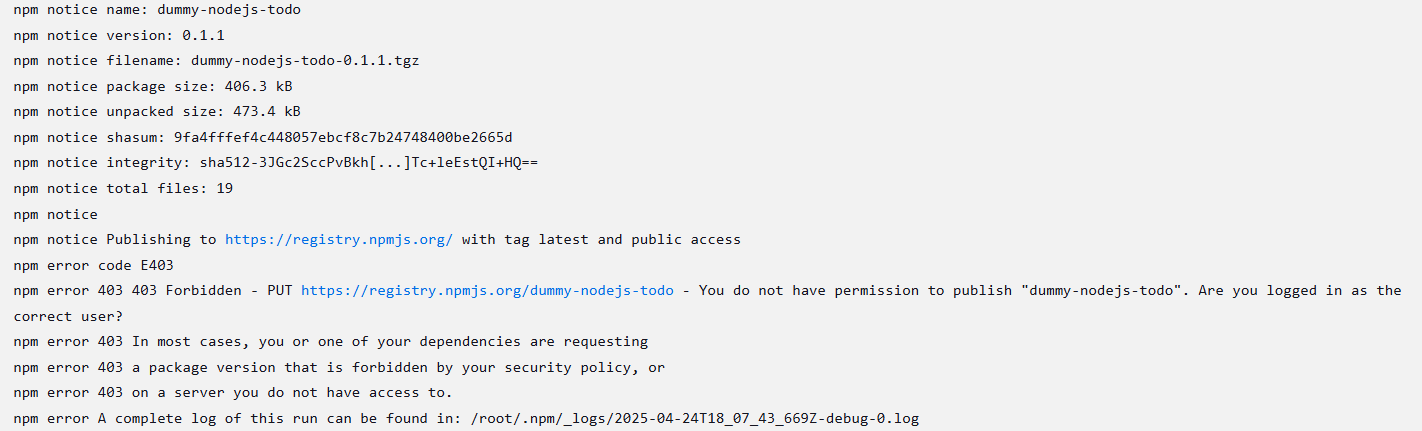 npm notice name: dummy-nodejs-todo
npm notice version: 0.1.1
npm notice filename: dummy-nodejs-todo-0.1.1.tgz
npm notice package size: 406.3 kB
npm notice unpacked size: 473.4 kB
npm notice shasum: 9fa4fffef4c448057ebcf8c7b24748400be2665d
npm notice integrity: sha512-3JGc2SccPvBkh[...]Tc+leEstQI+HQ==
npm notice total files: 19
npm notice
npm notice Publishing to https://registry.npmjs.org/ with tag latest and public access
npm error code E403
npm error 403 403 Forbidden - PUT https://registry.npmjs.org/dummy-nodejs-todo - You do not have permission to publish "dummy-nodejs-todo". Are you logged in as the
correct user?
npm error 403 In most cases, you or one of your dependencies are requesting
npm error 403 a package version that is forbidden by your security policy, or
npm error 403 on a server you do not have access to.
npm error A complete log of this run can be found in: /root/.npm/_logs/2025-04-24T18_07_43_669Z-debug-0.log